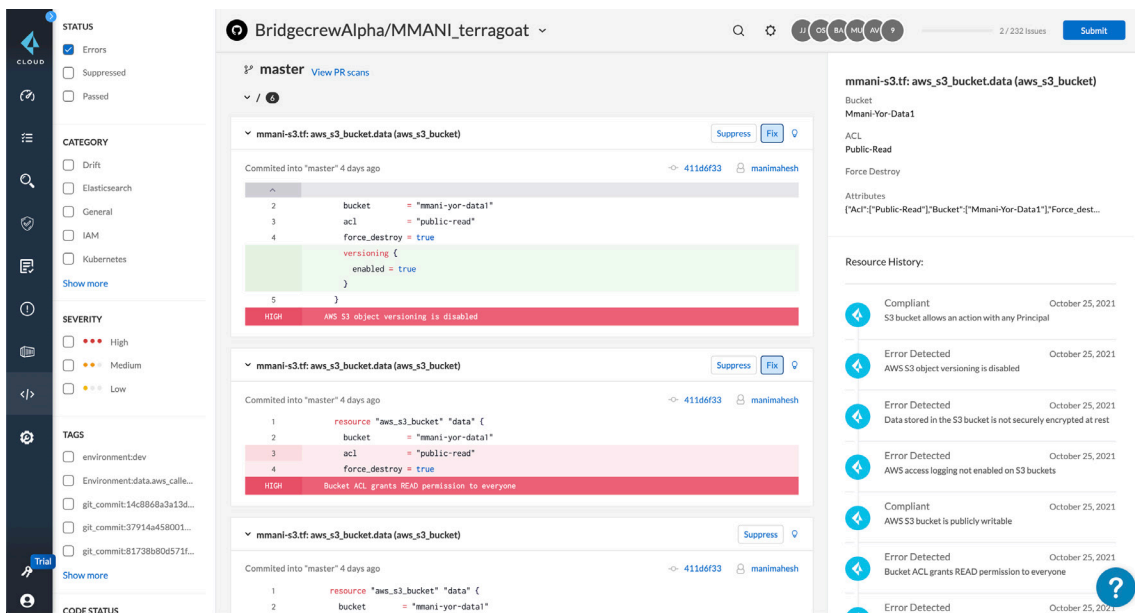 CLOUD
Trial
STATUS
Errors
Suppressed
Passed
CATEGORY
Drift
Elasticsearch
General
IAM
Kubernetes
Show more
SEVERITY
High
Medium
Low
TAGS
environment:dev
Environment:data.aws_calle...
git_commit:14c8868a3a13d...
git_commit:37914a458001...
git_commit:81738b80d571f...
Show more
CODE STATUS
BridgecrewAlpha/MMANI_terragoat
JJ OS BA MU AV 9
2 / 232 Issues
Submit
master View PR scans
/ 6
mmani-s3.tf: aws_s3_bucket.data (aws_s3_bucket) Suppress Fix
Commited into "master" 4 days ago 411d6f33 manimahesh
2 bucket = "mmani-yor-data1"
3 acl = "public-read"
4 force_destroy = true
versioning {
enabled = true
}
5 }
HIGH AWS S3 object versioning is disabled
mmani-s3.tf: aws_s3_bucket.data (aws_s3_bucket) Suppress Fix
Commited into "master" 4 days ago 411d6f33 manimahesh
1 resource "aws_s3_bucket" "data" {
2 bucket = "mmani-yor-data1"
3 acl = "public-read"
4 force_destroy = true
HIGH Bucket ACL grants READ permission to everyone
mmani-s3.tf: aws_s3_bucket.data (aws_s3_bucket) Suppress
Commited into "master" 4 days ago 411d6f33 manimahesh
1 resource "aws_s3_bucket" "data" {
2 bucket = "mmani-yor-data1"
mmani-s3.tf: aws_s3_bucket.data (aws_s3_bucket)
Bucket
Mmani-Yor-Data1
ACL
Public-Read
Force Destroy
Attributes
{"Acl":["Public-Read"],"Bucket":["Mmani-Yor-Data1"],"Force_dest...
Resource History:
Compliant October 25, 2021
S3 bucket allows an action with any Principal
Error Detected October 25, 2021
AWS S3 object versioning is disabled
Error Detected October 25, 2021
Data stored in the S3 bucket is not securely encrypted at rest
Error Detected October 25, 2021
AWS access logging not enabled on S3 buckets
Compliant October 25, 2021
AWS S3 bucket is publicly writable
Error Detected October 25, 2021
Bucket ACL grants READ permission to everyone
Error Detected October 25, 2021
?